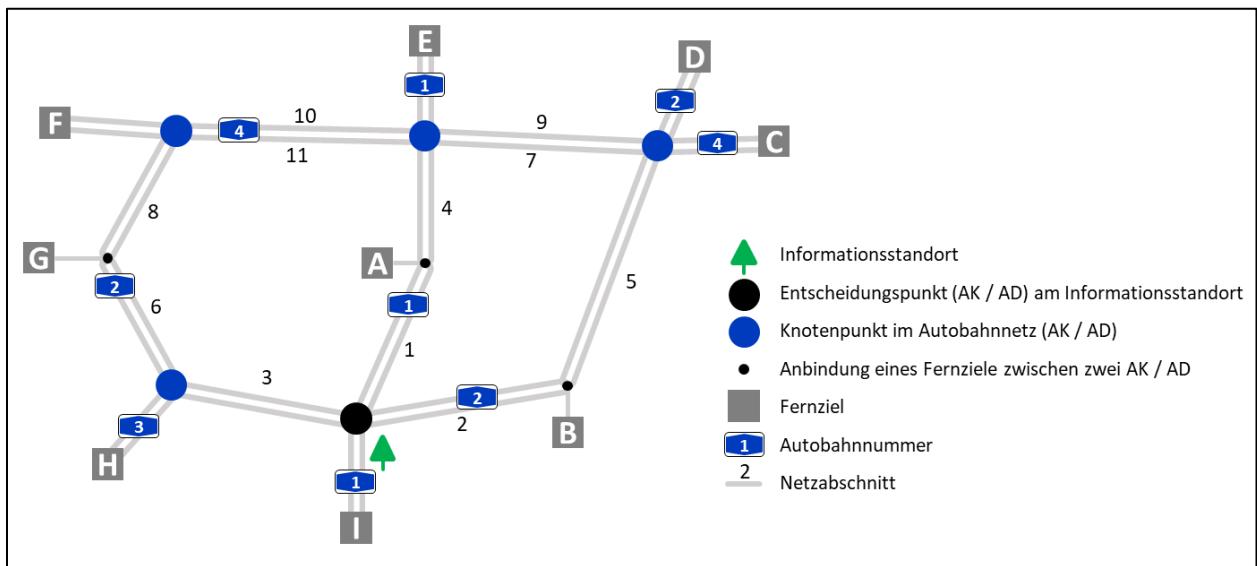 E
D
1
2
F
4
10
9
4
C
11
7
8
4
G
A
2
1
5
6
1
3
2
2
3
B
H
1
I
Informationsstandort
Entscheidungspunkt (AK / AD) am Informationsstandort
Knotenpunkt im Autobahnnetz (AK / AD)
Anbindung eines Fernziele zwischen zwei AK / AD
Fernziel
1 Autobahnnummer
2 Netzabschnitt